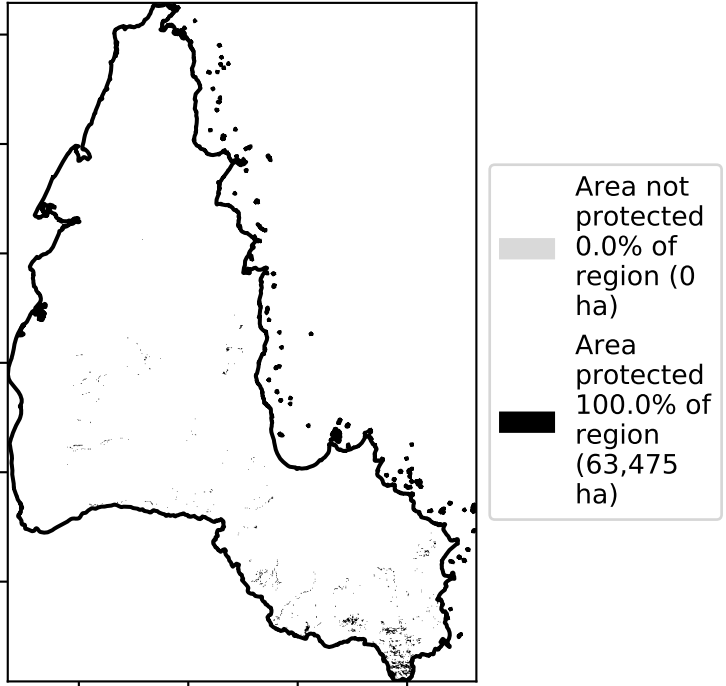 Area not
protected
0.0% of
region (0
ha)
Area
protected
100.0% of
region
(63,475
ha)